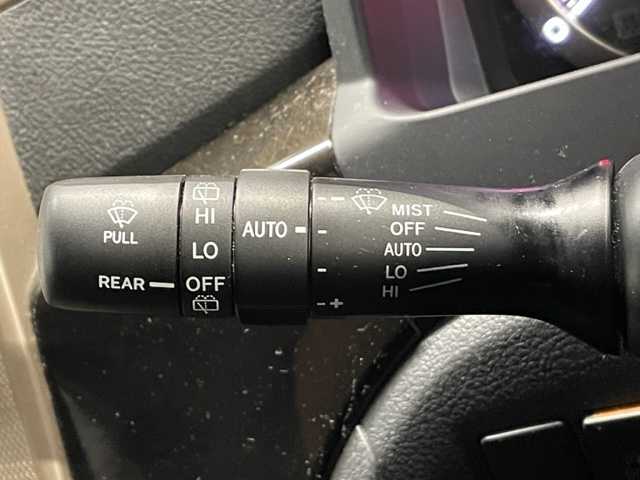 PULL
REAR
HI
LO
OFF
AUTO
- +
MIST
OFF
AUTO
LO
HI